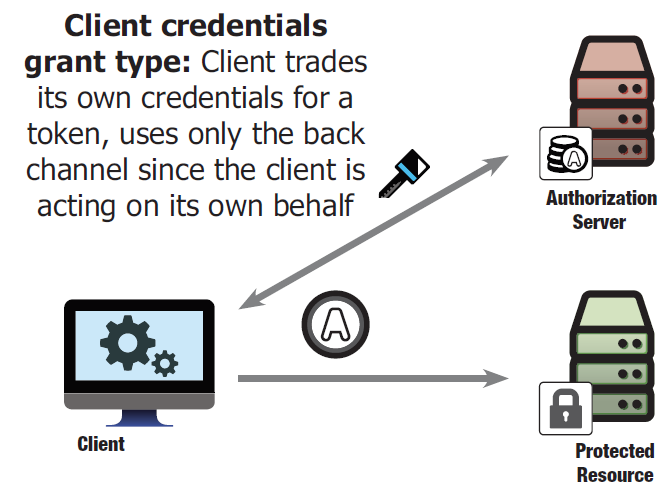 Client credentials
grant type: Client trades
its own credentials for a
token, uses only the back
channel since the client is
acting on its own behalf
A
Authorization
Server
A
Client
Protected
Resource